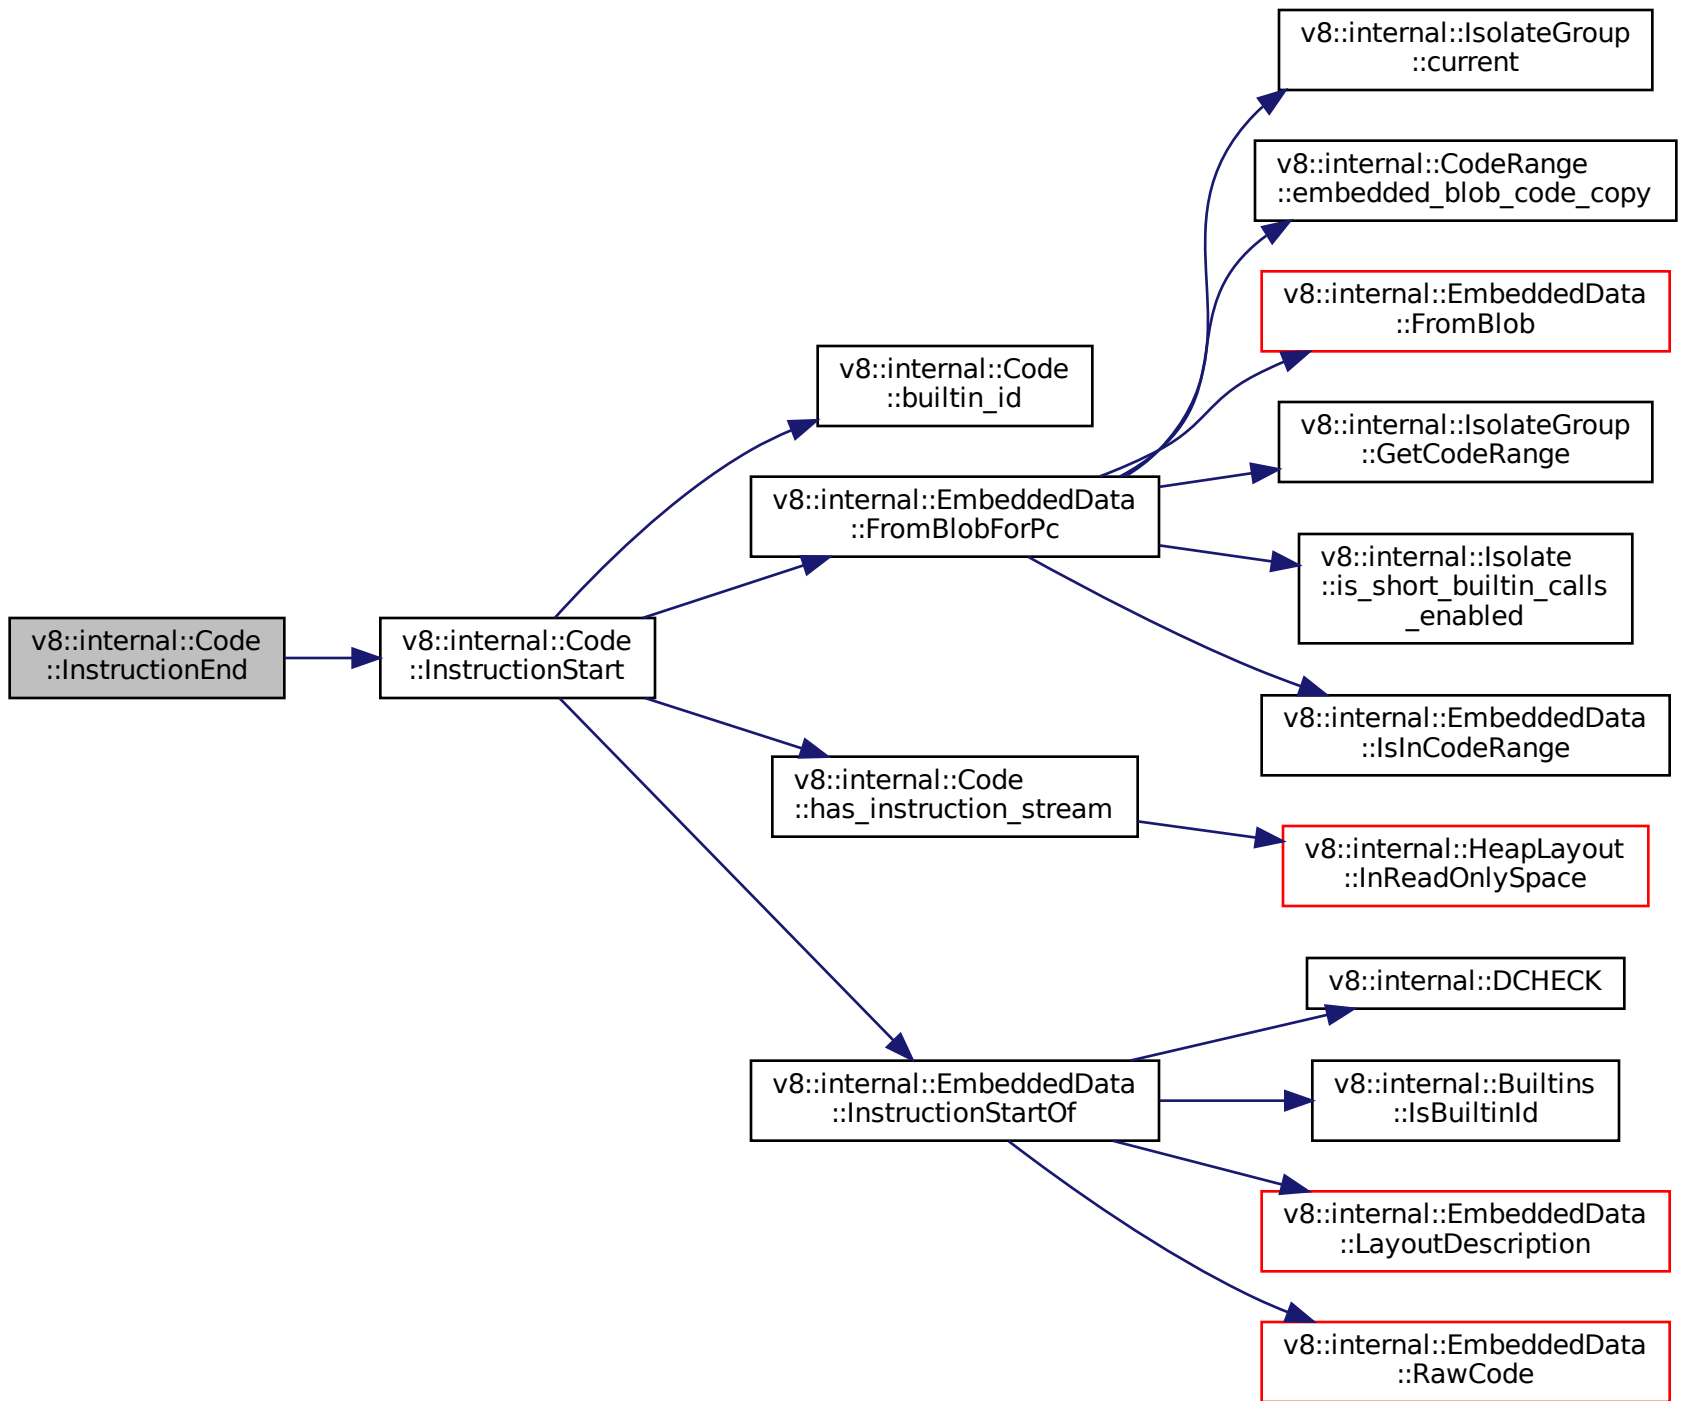 v8::internal::IsolateGroup
::current
v8::internal::CodeRange
::embedded_blob_code_copy
v8::internal::EmbeddedData
::FromBlob
v8::internal::Code
::builtin_id
v8::internal::IsolateGroup
::GetCodeRange
v8::internal::EmbeddedData
::FromBlobForPc
v8::internal::Isolate
::is_short_builtin_calls
_enabled
v8::internal::Code
::InstructionEnd
v8::internal::Code
::InstructionStart
v8::internal::EmbeddedData
::IsInCodeRange
v8::internal::Code
::has_instruction_stream
v8::internal::HeapLayout
::InReadOnlySpace
v8::internal::DCHECK
v8::internal::EmbeddedData
::InstructionStartOf
v8::internal::Builtins
::IsBuiltinId
v8::internal::EmbeddedData
::LayoutDescription
v8::internal::EmbeddedData
::RawCode